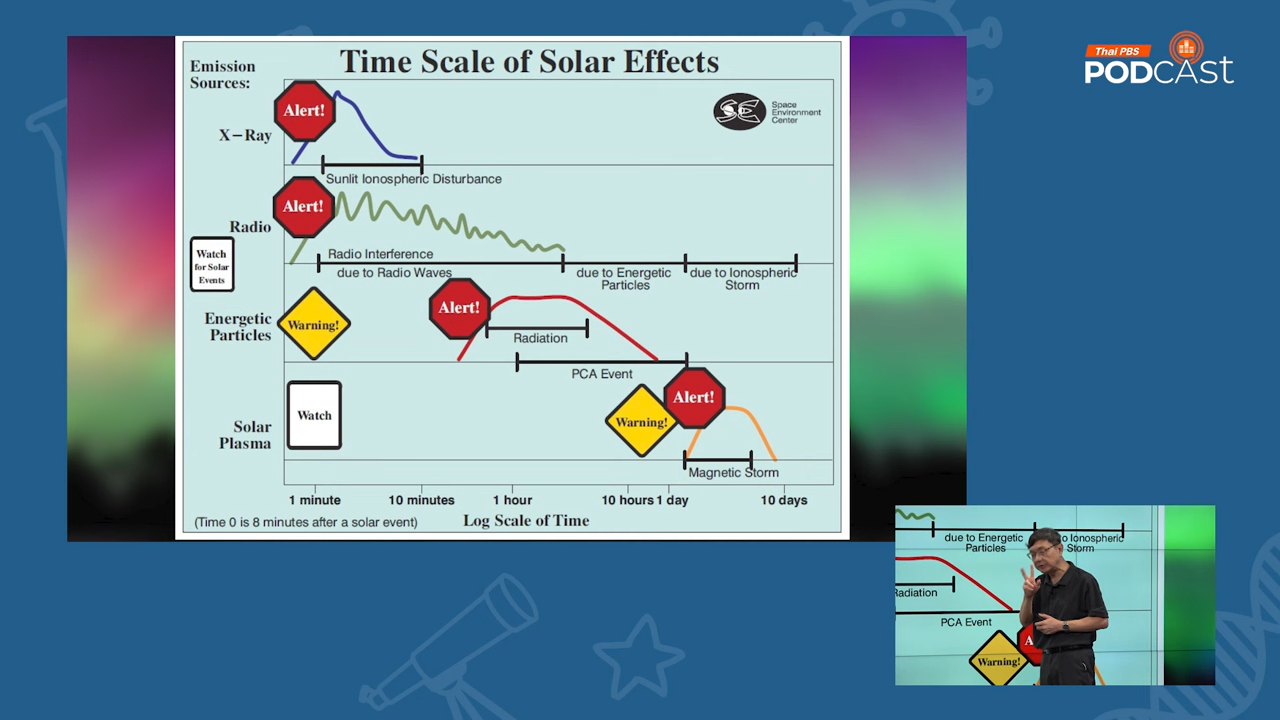 Thai PBS
PODCAST
Time Scale of Solar Effects
Emission
Sources:
Alert!
X–Ray
Space
Environment
Center
Sunlit Ionospheric Disturbance
Alert!
Radio
Watch
for Solar
Events
Radio Interference
due to Radio Waves
due to Energetic
Particles
due to Ionospheric
Storm
Energetic
Particles
Warning!
Alert!
Radiation
PCA Event
Solar
Plasma
Watch
Warning!
Alert!
Magnetic Storm
1 minute
10 minutes
1 hour
10 hours
1 day
10 days
(Time 0 is 8 minutes after a solar event)
Log Scale of Time
due to Energetic
Particles
o Ionospheric
Storm
Radiation
PCA Event
Warning!
A